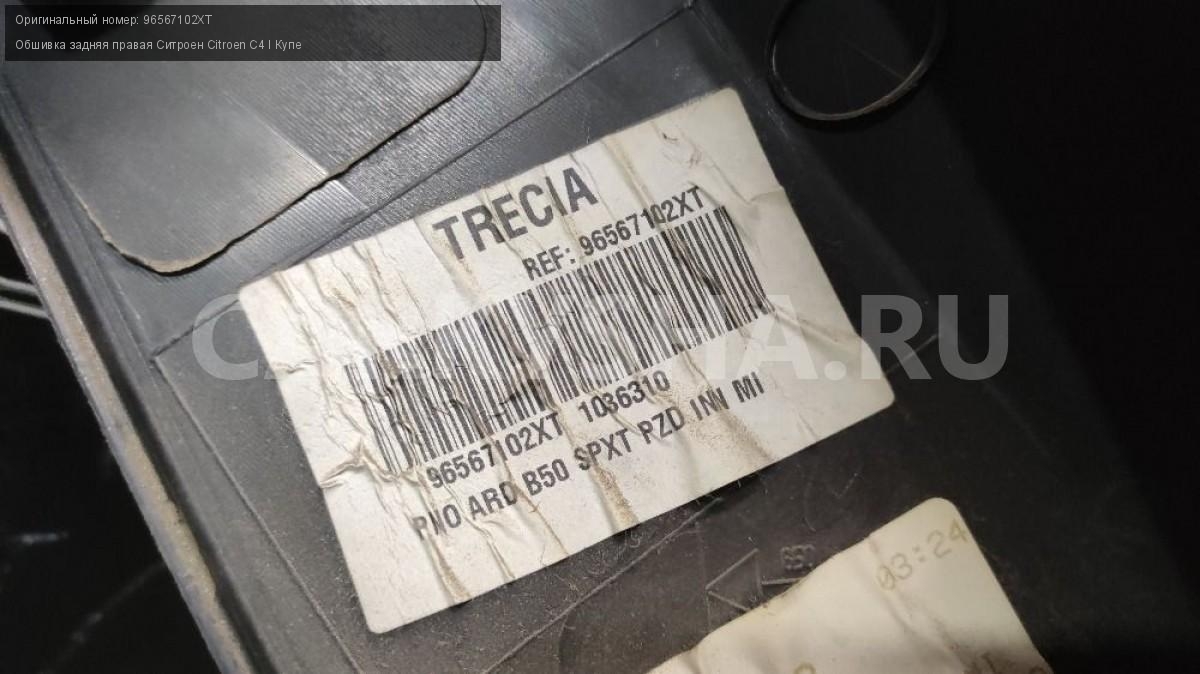 Оригинальный номер: 96567102XT
Обшивка задняя правая Ситроен Citroen C4 I Купе
TRECIA
REF: 96567102XT
96567102XT 1036310
ARD B50 SPXT PZD MI
03:24